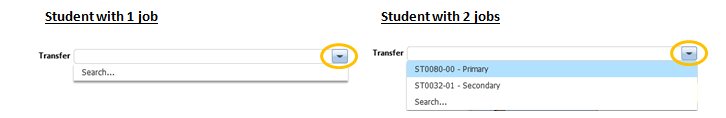 Student with 1 job
Transfer
Search...
Student with 2 jobs
Transfer
ST0080-00 - Primary
ST0032-01 - Secondary
Search...